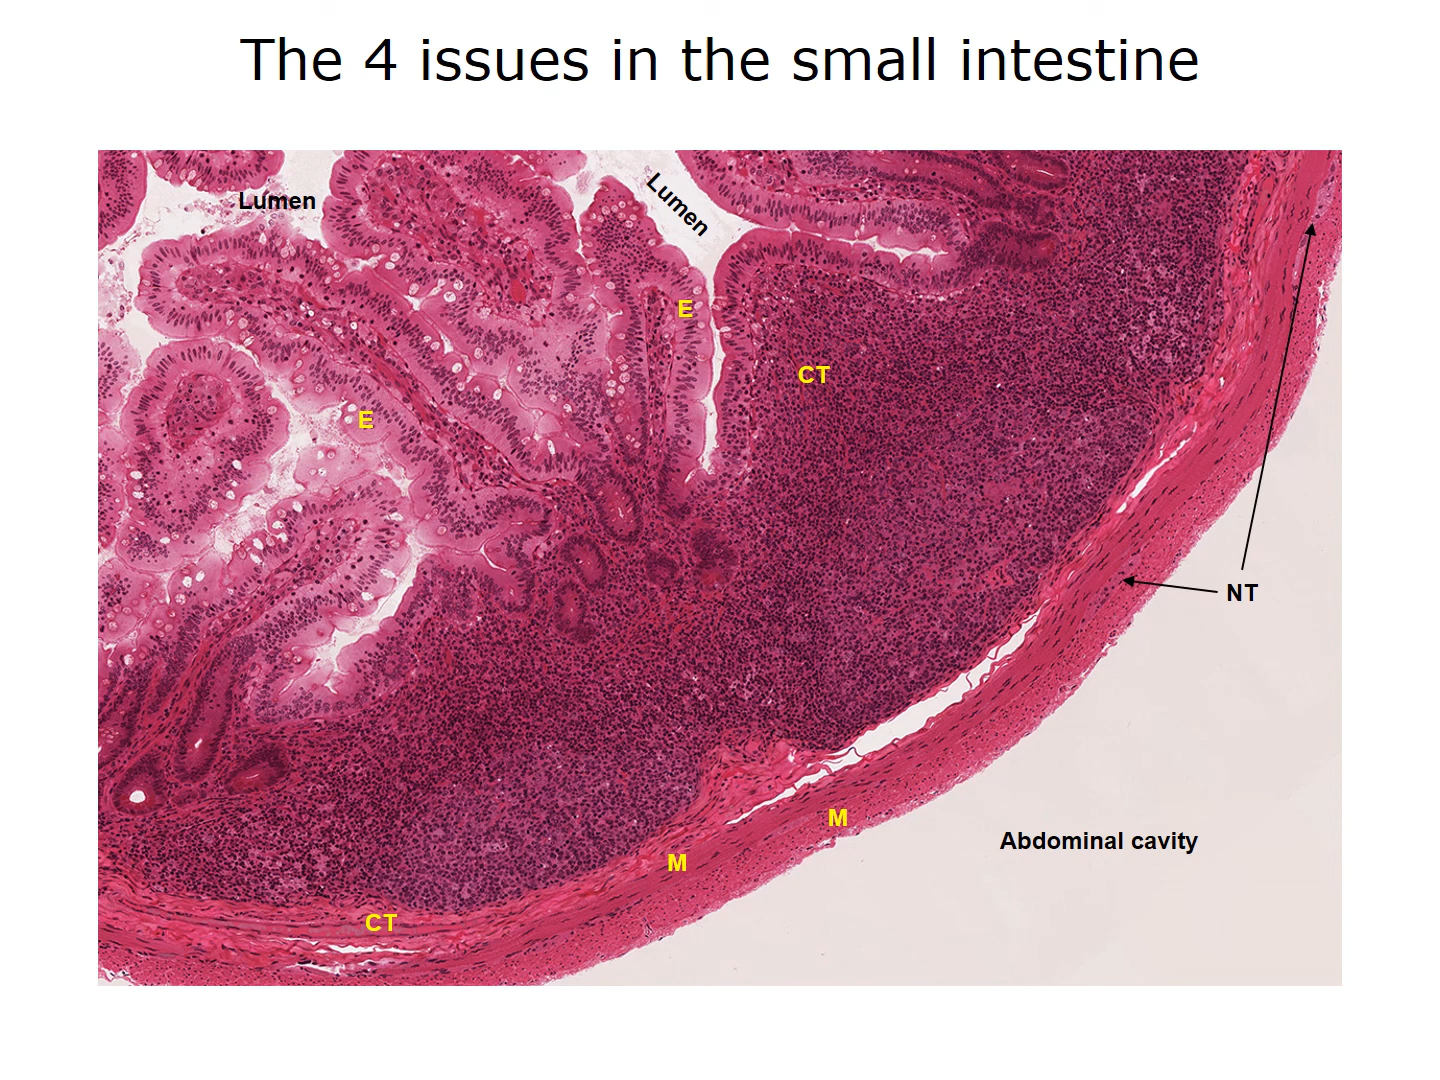 The 4 issues in the small intestine
Lumen
Lumen
E
CT
E
NT
M
Abdominal cavity
M
CT